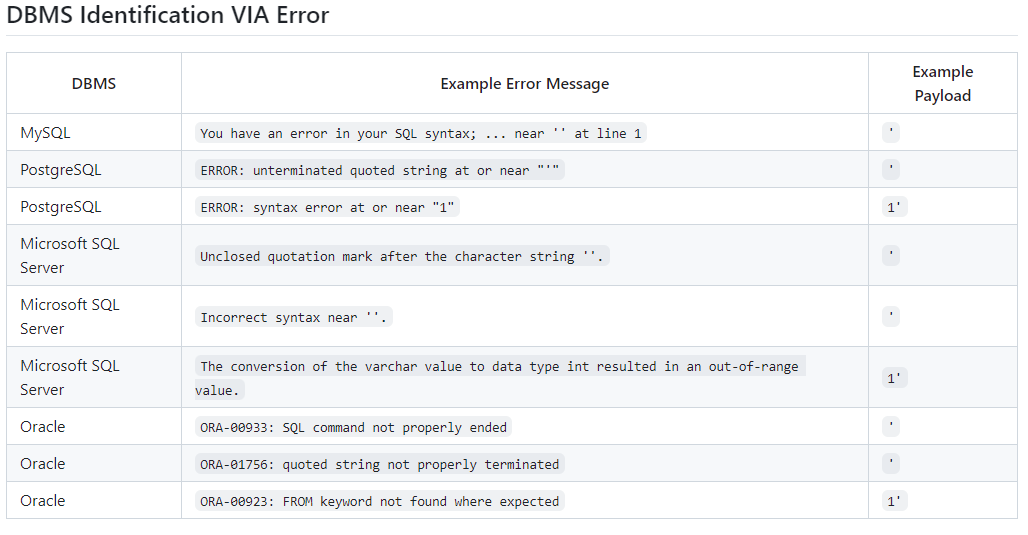 DBMS Identification VIA Error
DBMS Example Error Message Example Payload
MySQL You have an error in your SQL syntax; ... near '' at line 1 '
PostgreSQL ERROR: unterminated quoted string at or near "'" '
PostgreSQL ERROR: syntax error at or near "1" 1'
Microsoft SQL Server Unclosed quotation mark after the character string ''. '
Microsoft SQL Server Incorrect syntax near ''. '
Microsoft SQL Server The conversion of the varchar value to data type int resulted in an out-of-range value. 1'
Oracle ORA-00933: SQL command not properly ended '
Oracle ORA-01756: quoted string not properly terminated '
Oracle ORA-00923: FROM keyword not found where expected 1'